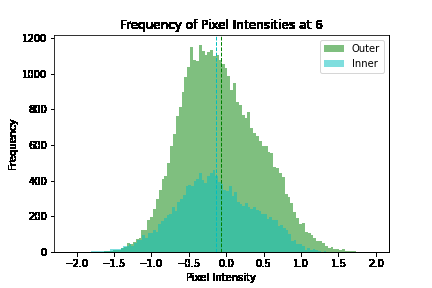 Frequency of Pixel Intensities at 6
1200
1000
800
600
400
200
0
Frequency
Outer
Inner
−2.0 −1.5 −1.0 −0.5 0.0 0.5 1.0 1.5 2.0
Pixel Intensity